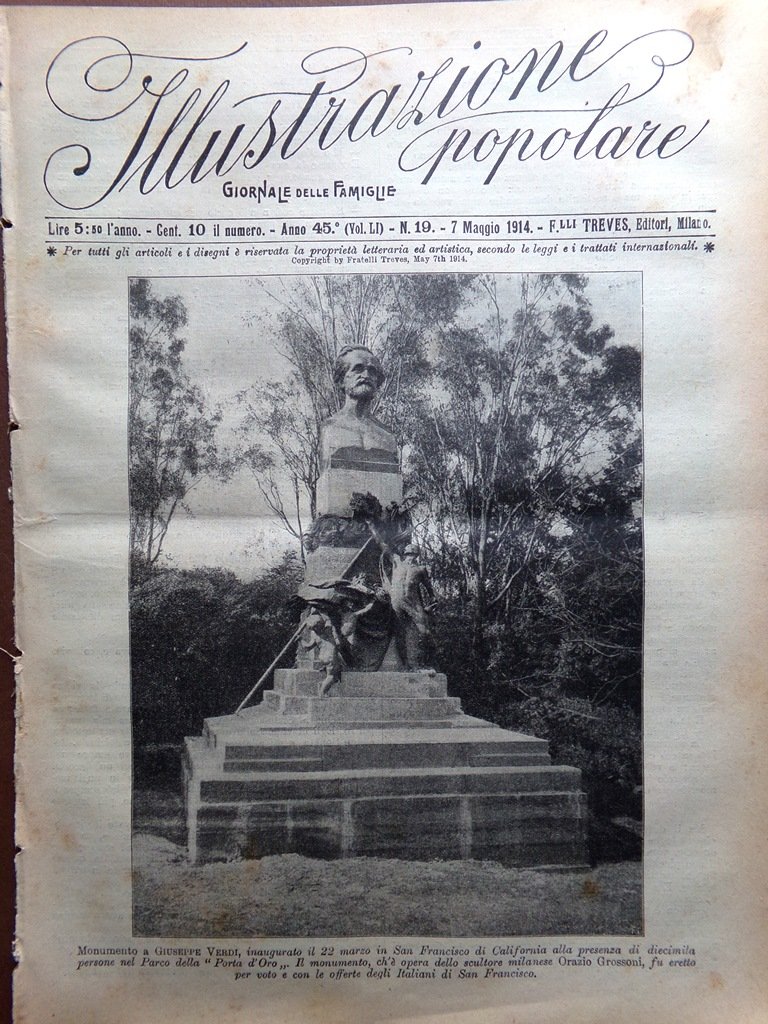 Illustrazione
popolare
GIORNALE DELLE FAMIGLIE
Lire 5:50 l'anno. - Cent. 10 il numero. - Anno 45.° (Vol. LI) - N. 19. - 7 Maggio 1914. - F.LLI TREVES, Editori, Milano.
✷ Per tutti gli articoli e i disegni è riservata la proprietà letteraria ed artistica, secondo le leggi e i trattati internazionali. ✷
Copyright by Fratelli Treves, May 7th 1914.
Monumento a GIUSEPPE VERDI, inaugurato il 22 marzo in San Francisco di California alla presenza di diecimila
persone nel Parco della "Porta d'Oro„. Il monumento, ch'è opera dello scultore milanese Orazio Grossoni, fu eretto
per voto e con le offerte degli Italiani di San Francisco.